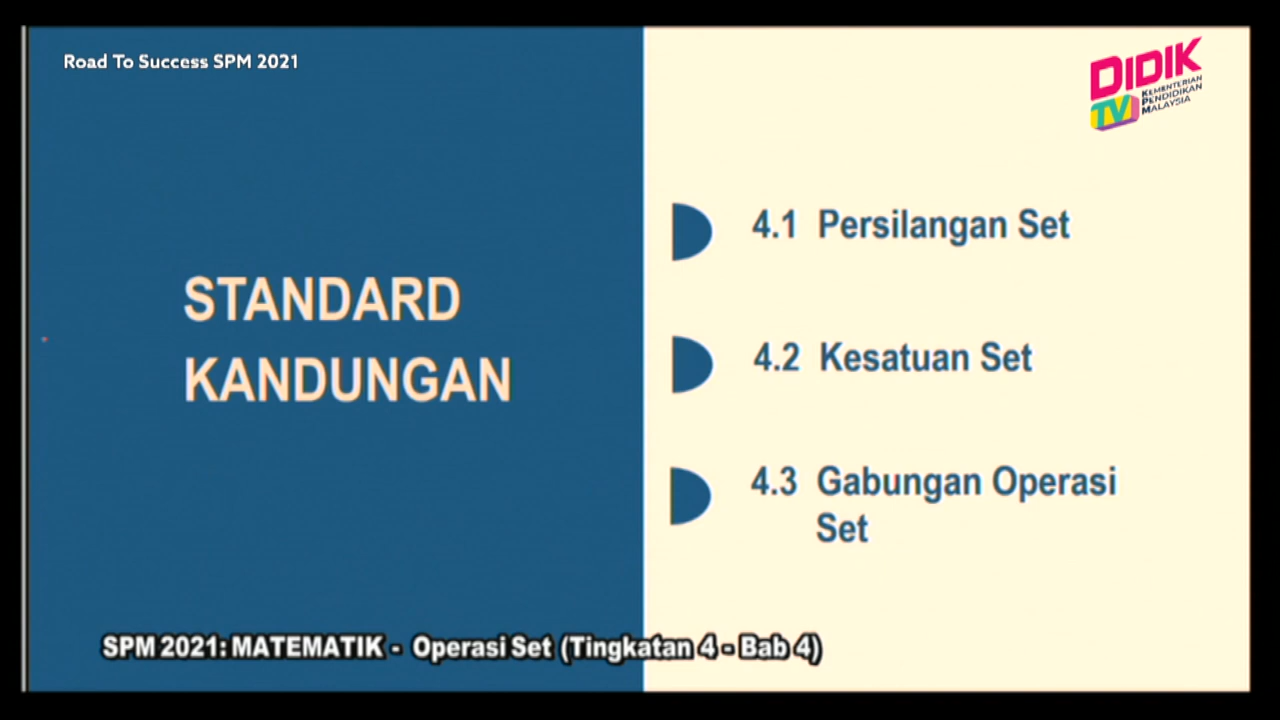 Road To Success SPM 2021
DIDIK
TV
KEMENTERIAN
PENDIDIKAN
MALAYSIA
STANDARD
KANDUNGAN
4.1 Persilangan Set
4.2 Kesatuan Set
4.3 Gabungan Operasi
Set
SPM 2021: MATEMATIK - Operasi Set (Tingkatan 4 - Bab 4)